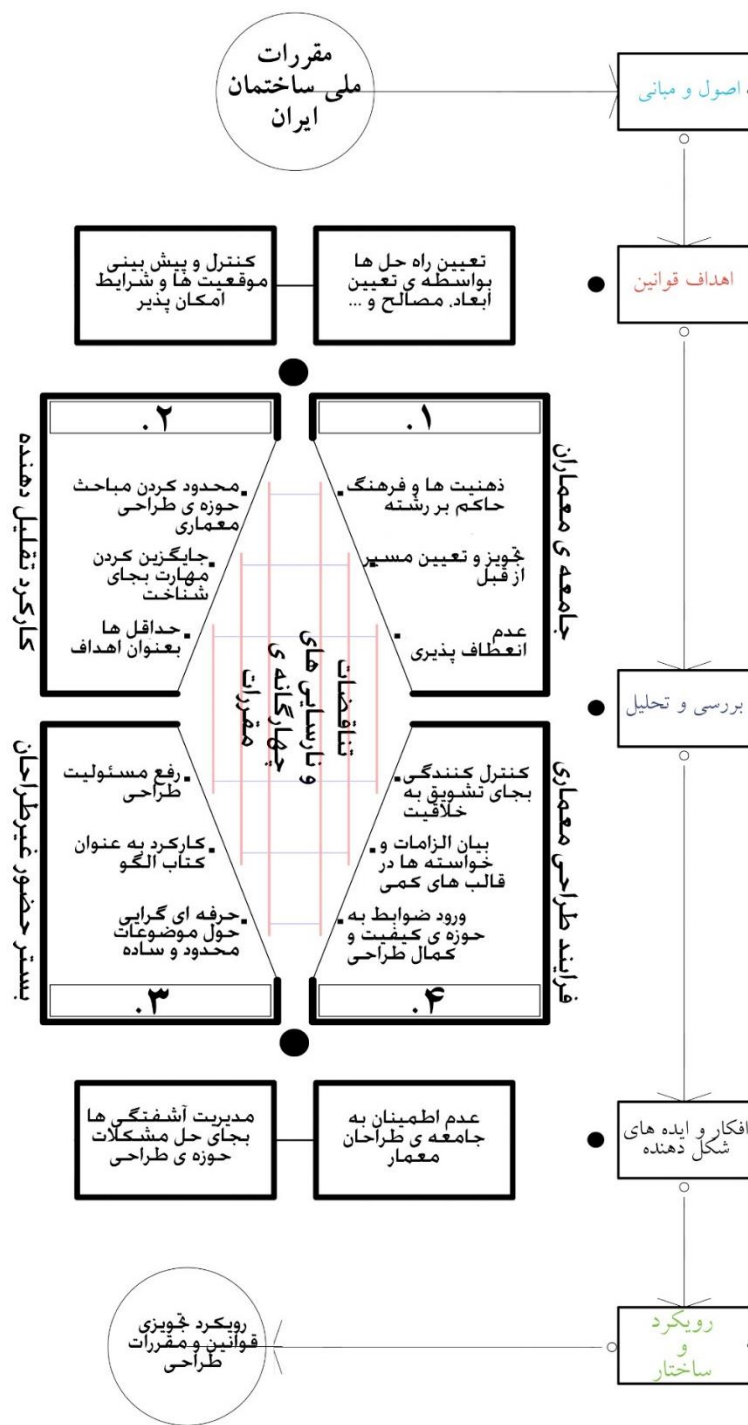 مقررات
ملی ساختمان
ایران
اصول و مبانی
اهداف قوانین
تعیین راه حل ها
بواسطه ی تعیین
ابعاد، مصالح و ...
کنترل و پیش بینی
موقعیت ها و شرایط
امکان پذیر
جامعه ی معماران
۰۱
ذهنیت ها و فرهنگ
حاکم بر رشته
تجویز و تعیین مسیر
از قبل
عدم
انعطاف پذیری
کارکرد تقلیل دهنده
۰۲
محدود کردن مباحث
حوزه ی طراحی
معماری
جایگزین کردن
مهارت بجای
شناخت
حداقل ها
بعنوان اهداف
تناقضات
و نارسایی های
چهارگانه ی
مقررات
بررسی و تحلیل
بستر حضور غیرطراحان
رفع مسئولیت
طراحی
کارکرد به عنوان
کتاب الگو
حرفه ای گرایی
حول موضوعات
محدود و ساده
۰۳
فرایند طراحی معماری
کنترل کنندگی
بجای تشویق به
خلاقیت
بیان الزامات و
خواسته ها در
قالب های کمی
ورود ضوابط به
حوزه ی کیفیت و
کمال طراحی
۰۴
افکار و ایده های
شکل دهنده
عدم اطمینان به
جامعه ی طراحان
معمار
مدیریت آشفتگی ها
بجای حل مشکلات
حوزه ی طراحی
رویکرد
و
ساختار
رویکرد تجویزی
قوانین و مقررات
طراحی